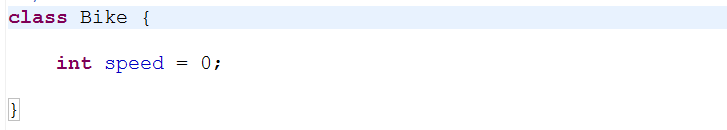 class Bike {
int speed = 0;
}